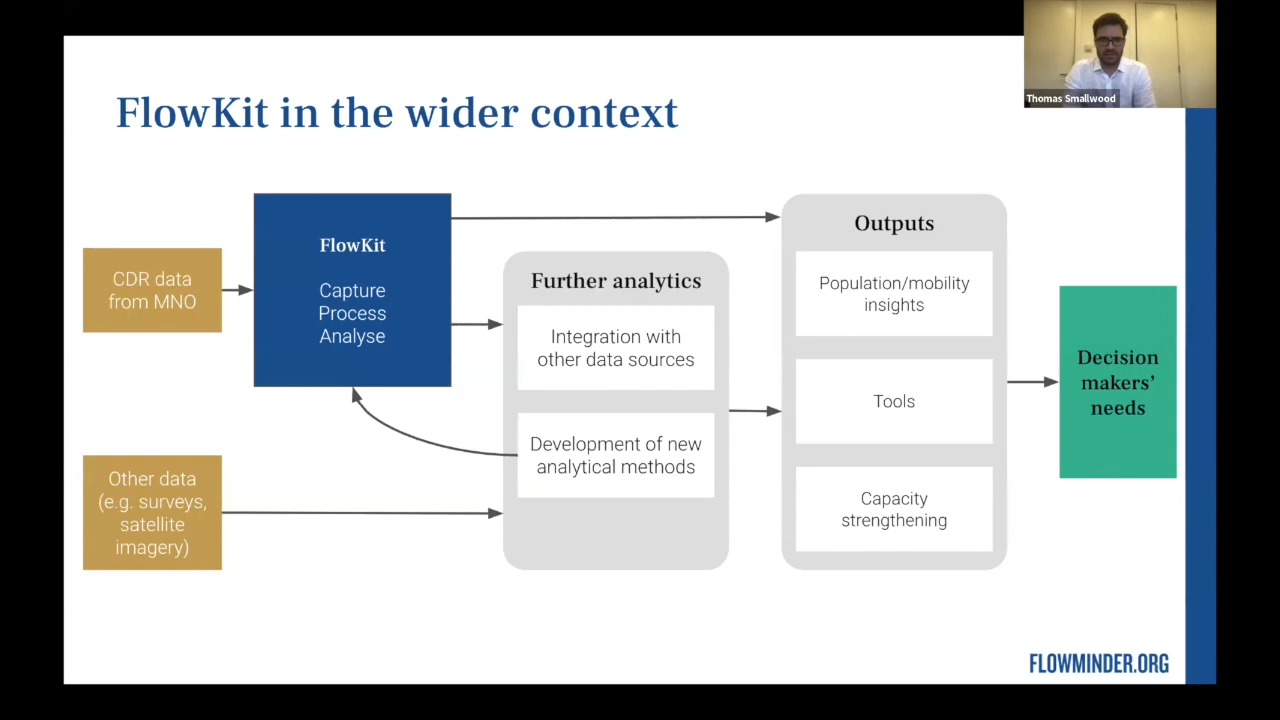 Thomas Smallwood
FlowKit in the wider context
CDR data
from MNO
FlowKit
Capture
Process
Analyse
Other data
(e.g. surveys,
satellite
imagery)
Further analytics
Integration with
other data sources
Development of new
analytical methods
Outputs
Population/mobility
insights
Tools
Capacity
strengthening
Decision
makers’
needs
FLOWMINDER.ORG